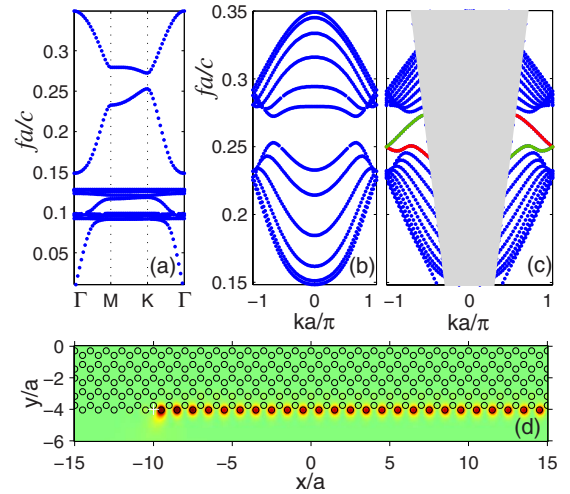 fa/c
0.35
0.3
0.25
0.2
0.15
0.1
0.05
Γ M K Γ
(a)
fa/c
0.35
0.3
0.25
0.2
0.15
−1 0 1
ka/π
(b)
−1 0 1
ka/π
(c)
y/a
0
−2
−4
−6
−15 −10 −5 0 5 10 15
x/a
(d)